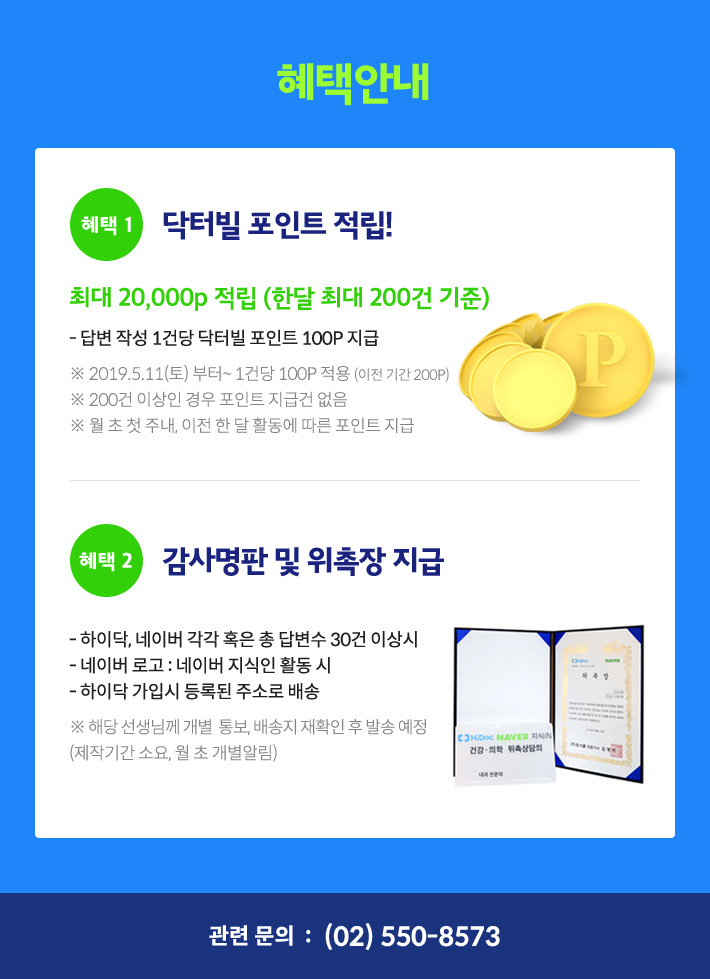 혜택안내
혜택 1
닥터빌 포인트 적립!
최대 20,000p 적립 (한달 최대 200건 기준)
- 답변 작성 1건당 닥터빌 포인트 100P 지급
※ 2019.5.11(토) 부터~ 1건당 100P 적용 (이전 기간 200P)
※ 200건 이상인 경우 포인트 지급건 없음
※ 월 초 첫 주내, 이전 한 달 활동에 따른 포인트 지급
P
혜택 2
감사명판 및 위촉장 지급
- 하이닥, 네이버 각각 혹은 총 답변수 30건 이상시
- 네이버 로고 : 네이버 지식인 활동 시
- 하이닥 가입시 등록된 주소로 배송
※ 해당 선생님께 개별 통보, 배송지 재확인 후 발송 예정
(제작기간 소요, 월 초 개별알림)
HiDoc NAVER
위 촉 장
HiDoc NAVER 지식iN
건강·의학 위촉상담의
내과 전문의
관련 문의 : (02) 550-8573